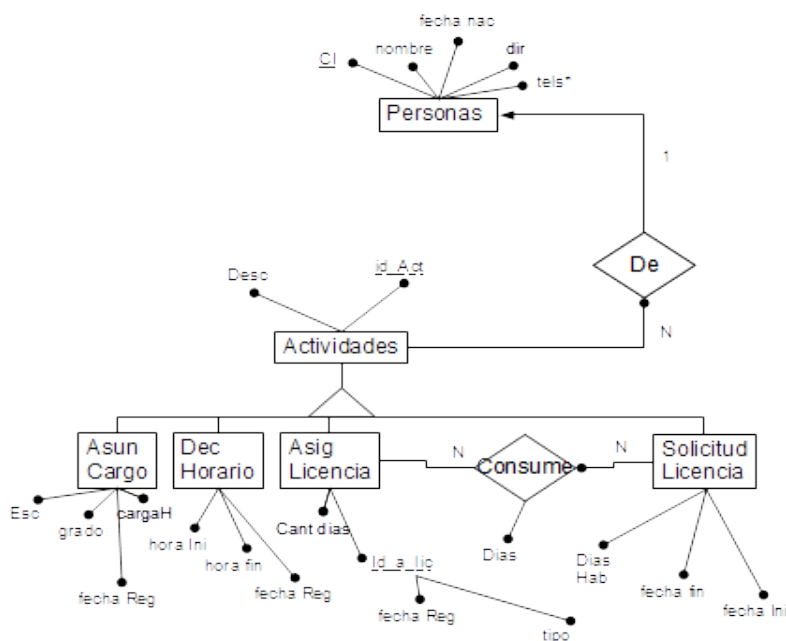 fecha nac
CI
nombre
dir
tels*
Personas
1
De
Desc
id_Act
N
Actividades
Asun
Cargo
Dec
Horario
Asig
Licencia
N
Consume
N
Solicitud
Licencia
Esc
grado
cargaH
Cant dias
hora Ini
hora fin
Id_a_lic
Dias
Dias
Hab
fecha Reg
fecha Reg
fecha Reg
tipo
fecha fin
fecha Ini